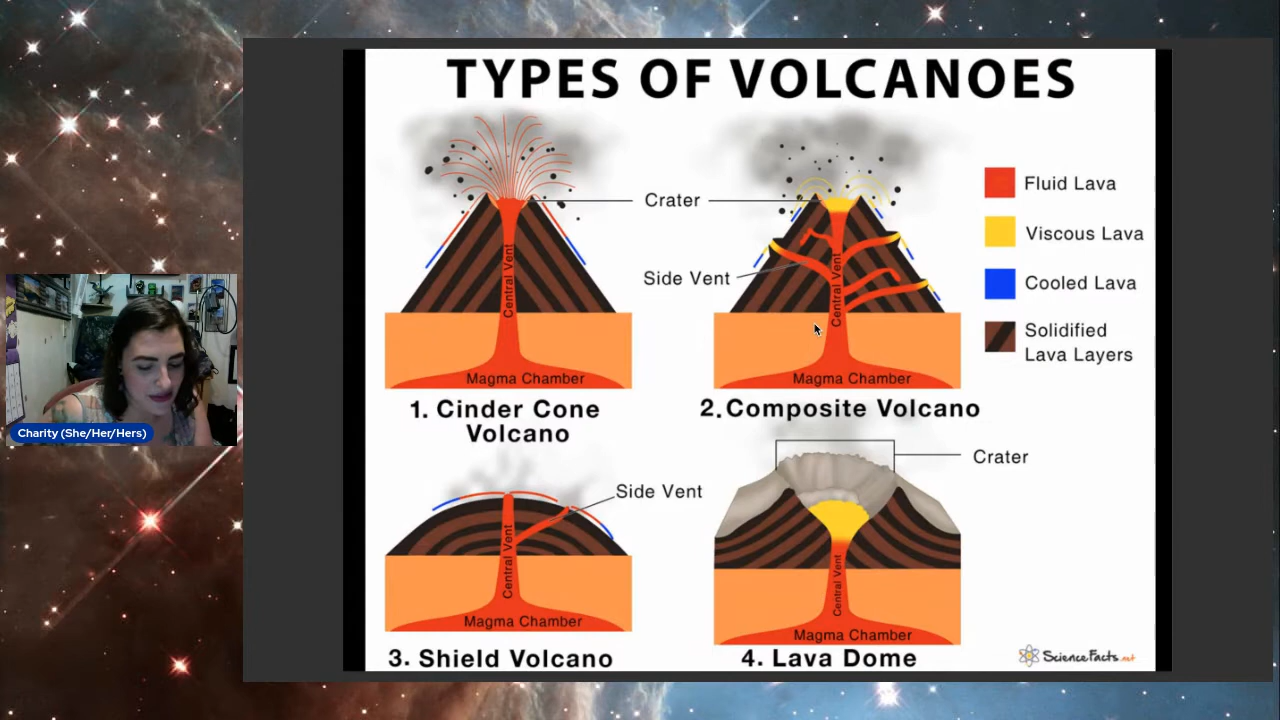 TYPES OF VOLCANOES
Crater
Side Vent
Central Vent
Magma Chamber
1. Cinder Cone
Volcano
Central Vent
Magma Chamber
2. Composite Volcano
Fluid Lava
Viscous Lava
Cooled Lava
Solidified
Lava Layers
Charity (She/Her/Hers)
Side Vent
Central Vent
Magma Chamber
3. Shield Volcano
Crater
Central Vent
Magma Chamber
4. Lava Dome
ScienceFacts.net